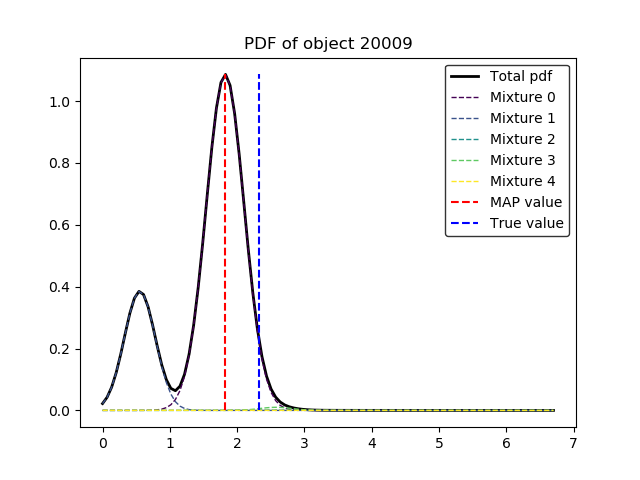 PDF of object 20009
Total pdf
Mixture 0
Mixture 1
Mixture 2
Mixture 3
Mixture 4
MAP value
True value
1.0
0.8
0.6
0.4
0.2
0.0
0 1 2 3 4 5 6 7